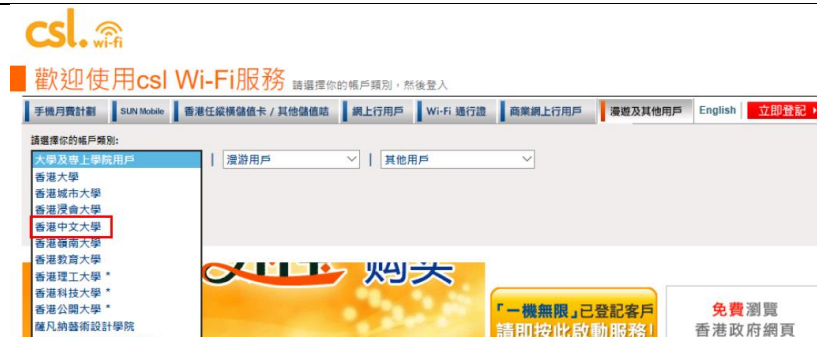 csl. wi-fi
歡迎使用csl Wi-Fi服務 請選擇你的帳戶類別，然後登入
手機月費計劃 SUN Mobile 香港任縱橫儲值卡 / 其他儲值咭 網上行用戶 Wi-Fi 通行證 商業網上行用戶 漫遊及其他用戶 English 立即登記
請選擇你的帳戶類別:
大學及專上學院用戶 | 漫游用戶 | 其他用戶
香港大學
香港城市大學
香港浸會大學
香港中文大學
香港嶺南大學
香港教育大學
香港理工大學 *
香港科技大學 *
香港公開大學 *
薩凡納藝術設計學院
购买
「一機無限」已登記客戶
請即按此啟動服務!
免費瀏覽
香港政府網頁